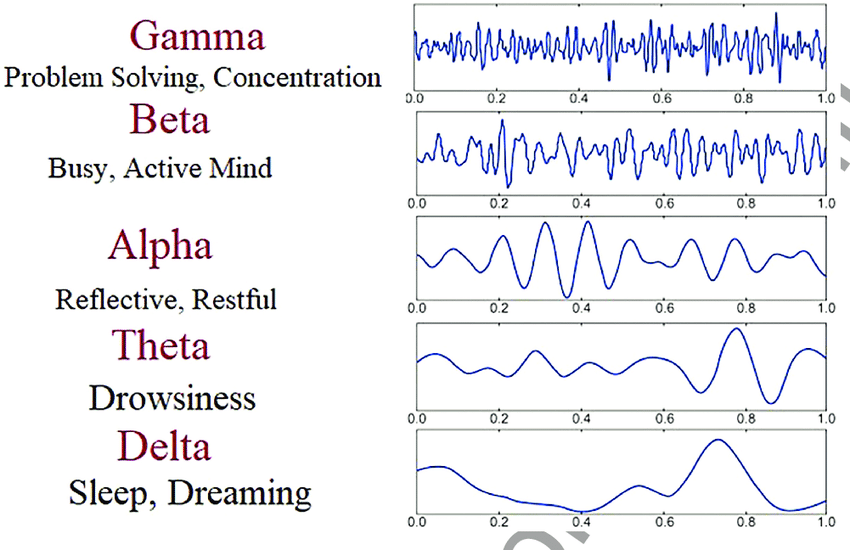 Gamma
Problem Solving, Concentration
0.0 0.2 0.4 0.6 0.8 1.0
Beta
Busy, Active Mind
0.0 0.2 0.4 0.6 0.8 1.0
Alpha
Reflective, Restful
0.0 0.2 0.4 0.6 0.8 1.0
Theta
Drowsiness
0.0 0.2 0.4 0.6 0.8 1.0
Delta
Sleep, Dreaming
0.0 0.2 0.4 0.6 0.8 1.0